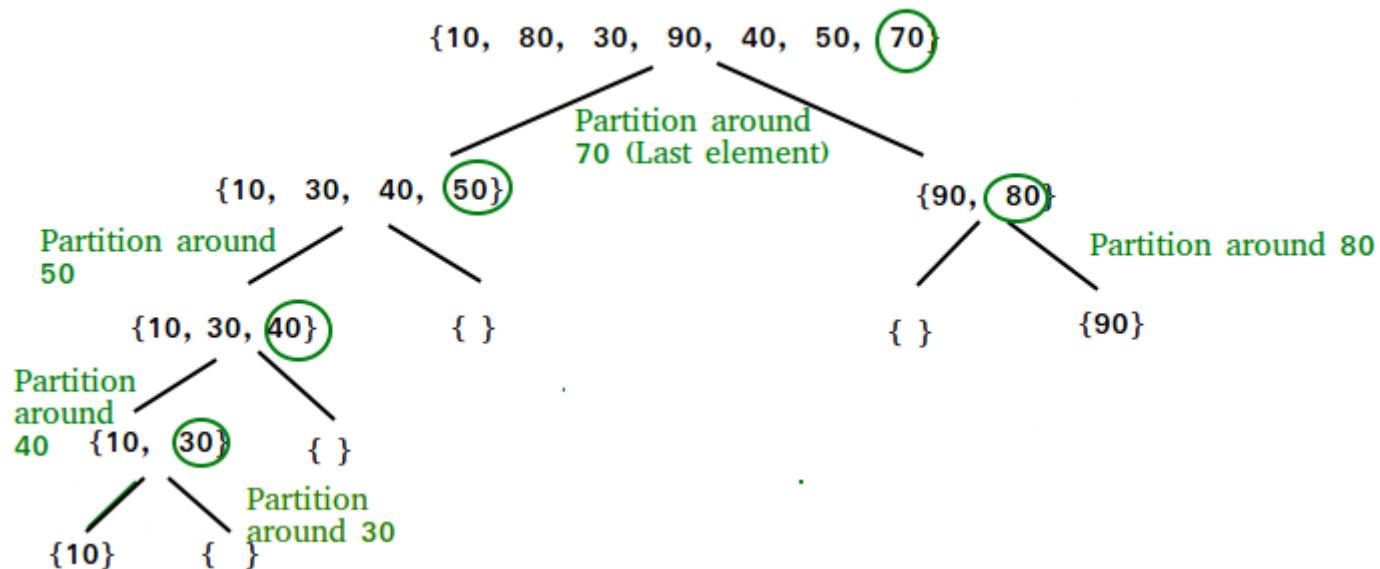 {10, 80, 30, 90, 40, 50, 70}
Partition around
70 (Last element)
{10, 30, 40, 50}
{90, 80}
Partition around
50
Partition around 80
{10, 30, 40}
{ }
{ }
{90}
Partition
around
40
{10, 30}
{ }
Partition
around 30
{10}
{ }